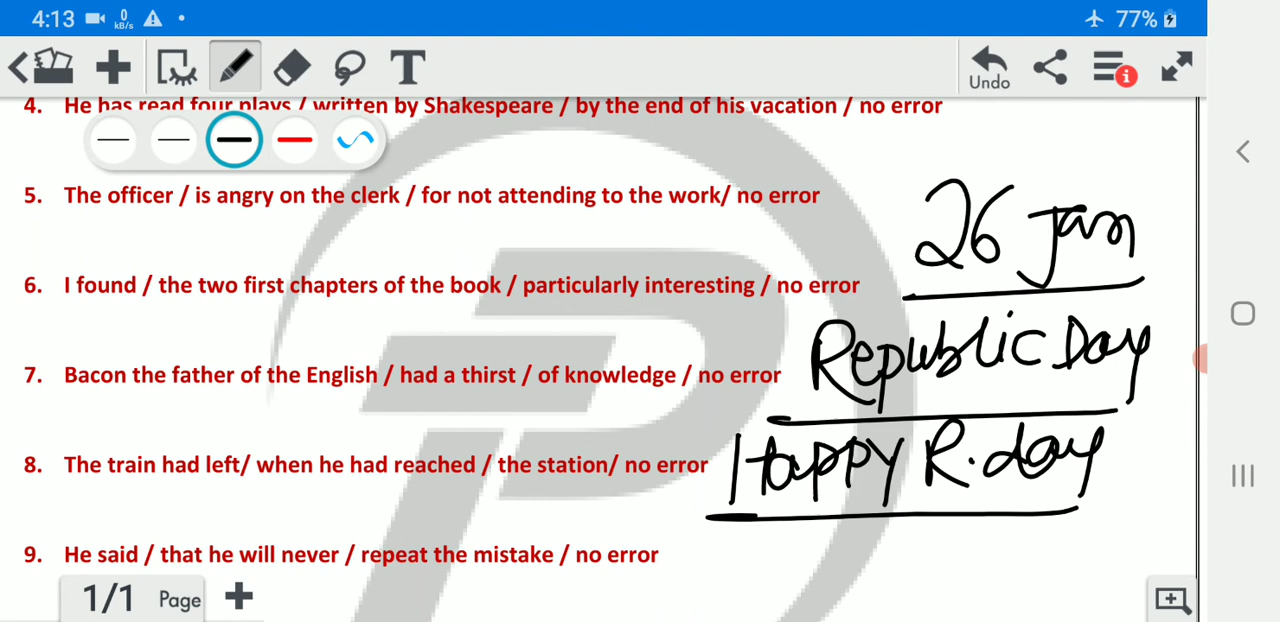 4:13 0 kB/s 77%
Undo
4. He has read four plays / written by Shakespeare / by the end of his vacation / no error
5. The officer / is angry on the clerk / for not attending to the work/ no error
26 Jan
6. I found / the two first chapters of the book / particularly interesting / no error
Republic Day
7. Bacon the father of the English / had a thirst / of knowledge / no error
Happy R. day
8. The train had left/ when he had reached / the station/ no error
9. He said / that he will never / repeat the mistake / no error
1/1 Page